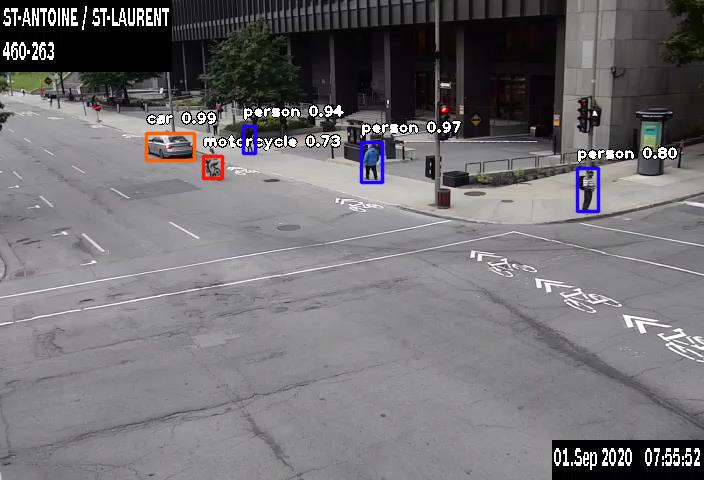 ST-ANTOINE / ST-LAURENT
460-263
person 0.94
car 0.99
person 0.97
motorcycle 0.73
person 0.80
01.Sep 2020 07:55:52